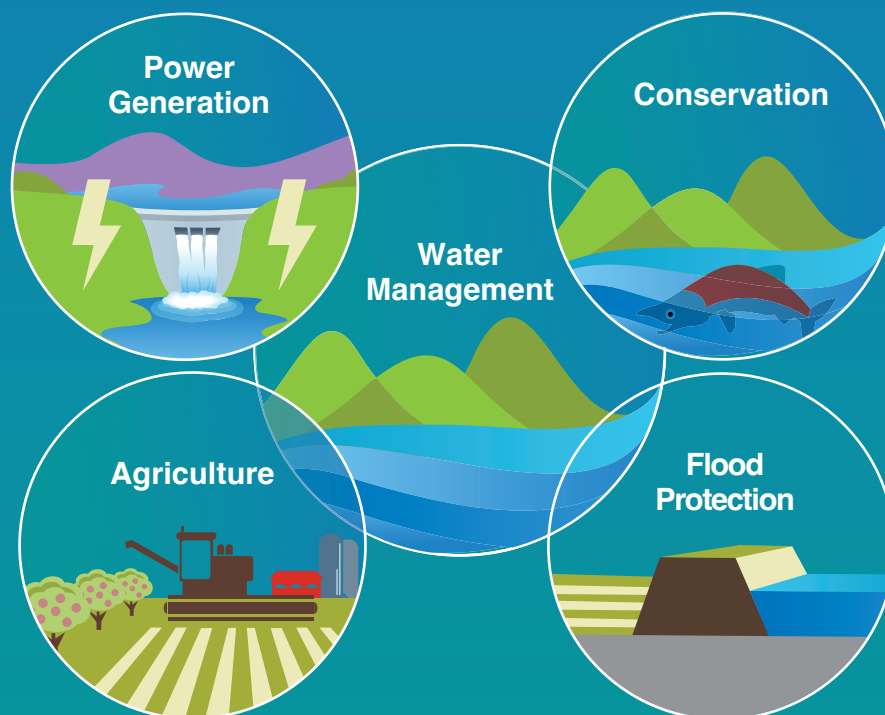 Power
Generation
Conservation
Water
Management
Agriculture
Flood
Protection